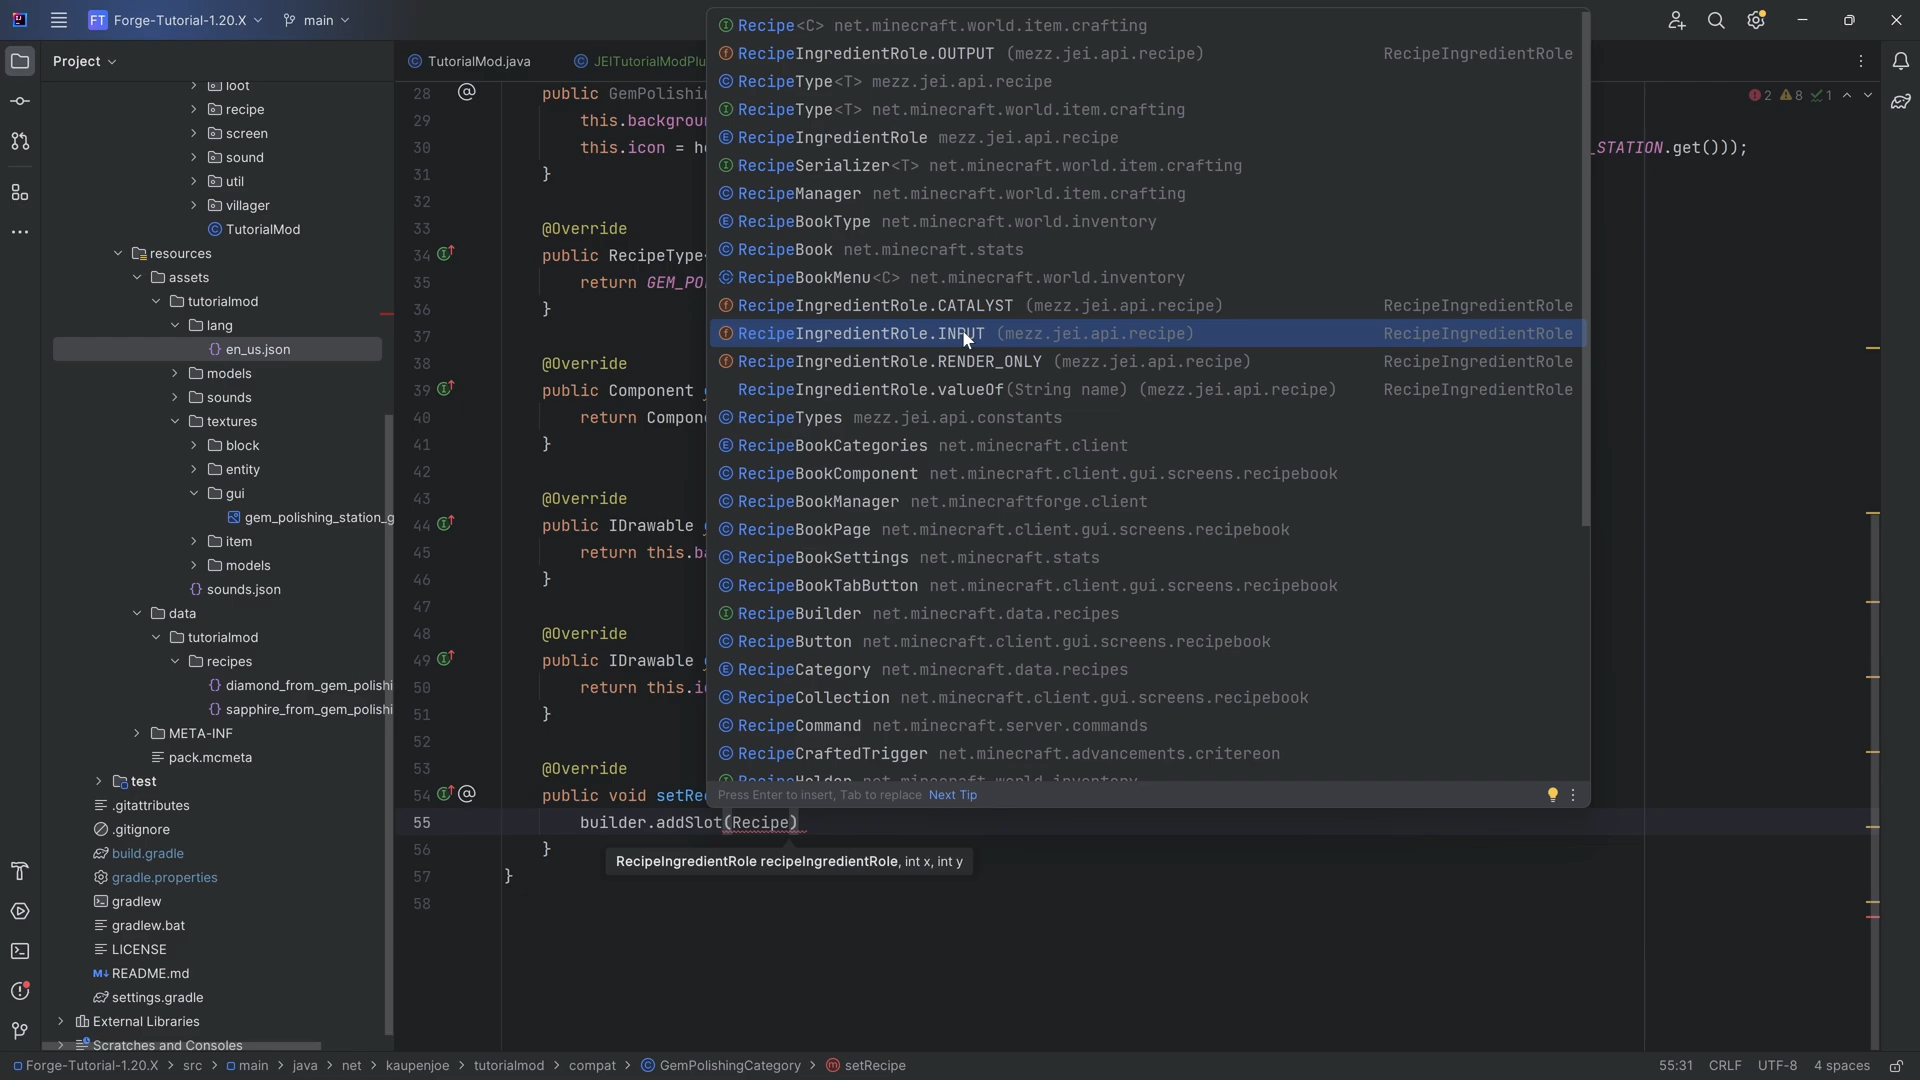 FT Forge-Tutorial-1.20.X main
Project
TutorialMod.java
JEITutorialModPlu
loot
recipe
screen
sound
util
villager
TutorialMod
resources
assets
tutorialmod
lang
en_us.json
models
sounds
textures
block
entity
gui
gem_polishing_station_g
item
models
sounds.json
data
tutorialmod
recipes
diamond_from_gem_polishi
sapphire_from_gem_polishi
META-INF
pack.mcmeta
test
.gitattributes
.gitignore
build.gradle
gradle.properties
gradlew
gradlew.bat
LICENSE
README.md
settings.gradle
External Libraries
Scratches and Consoles
2 8 1
28 public GemPolishin
29 this.backgroun
30 this.icon = he
_STATION.get()));
31 }
32
33 @Override
34 public RecipeType
35 return GEM_PO
36 }
37
38 @Override
39 public Component
40 return Compon
41 }
42
43 @Override
44 public IDrawable
45 return this.ba
46 }
47
48 @Override
49 public IDrawable
50 return this.ic
51 }
52
53 @Override
54 public void setRe
55 builder.addSlot(Recipe)
56 }
57 }
58
Recipe<C> net.minecraft.world.item.crafting
RecipeIngredientRole.OUTPUT (mezz.jei.api.recipe) RecipeIngredientRole
RecipeType<T> mezz.jei.api.recipe
RecipeType<T> net.minecraft.world.item.crafting
RecipeIngredientRole mezz.jei.api.recipe
RecipeSerializer<T> net.minecraft.world.item.crafting
RecipeManager net.minecraft.world.item.crafting
RecipeBookType net.minecraft.world.inventory
RecipeBook net.minecraft.stats
RecipeBookMenu<C> net.minecraft.world.inventory
RecipeIngredientRole.CATALYST (mezz.jei.api.recipe) RecipeIngredientRole
RecipeIngredientRole.INPUT (mezz.jei.api.recipe) RecipeIngredientRole
RecipeIngredientRole.RENDER_ONLY (mezz.jei.api.recipe) RecipeIngredientRole
RecipeIngredientRole.valueOf(String name) (mezz.jei.api.recipe) RecipeIngredientRole
RecipeTypes mezz.jei.api.constants
RecipeBookCategories net.minecraft.client
RecipeBookComponent net.minecraft.client.gui.screens.recipebook
RecipeBookManager net.minecraftforge.client
RecipeBookPage net.minecraft.client.gui.screens.recipebook
RecipeBookSettings net.minecraft.stats
RecipeBookTabButton net.minecraft.client.gui.screens.recipebook
RecipeBuilder net.minecraft.data.recipes
RecipeButton net.minecraft.client.gui.screens.recipebook
RecipeCategory net.minecraft.data.recipes
RecipeCollection net.minecraft.client.gui.screens.recipebook
RecipeCommand net.minecraft.server.commands
RecipeCraftedTrigger net.minecraft.advancements.critereon
RecipeHolder net.minecraft.world.inventory
Press Enter to insert, Tab to replace Next Tip
RecipeIngredientRole recipeIngredientRole, int x, int y
Forge-Tutorial-1.20.X > src > main > java > net > kaupenjoe > tutorialmod > compat > GemPolishingCategory > setRecipe
55:31 CRLF UTF-8 4 spaces